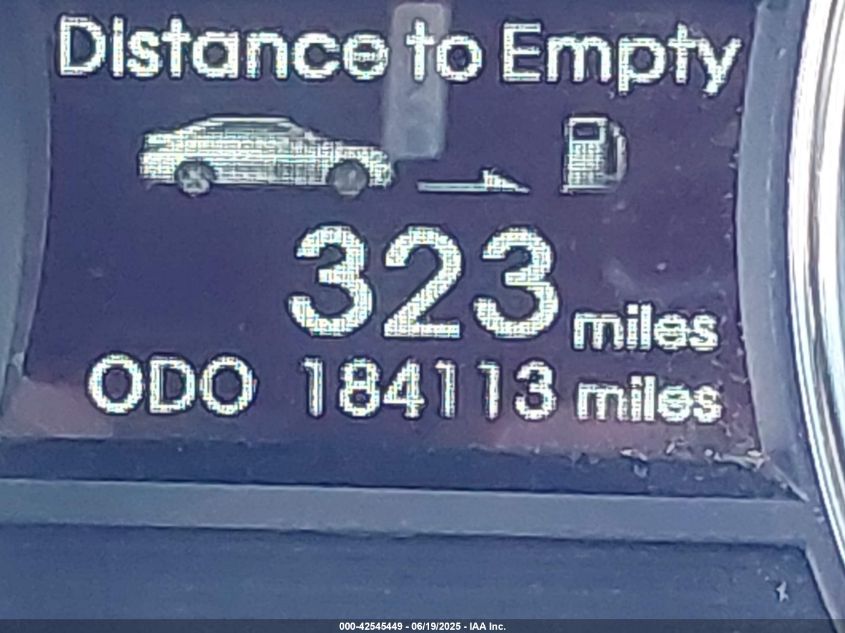 Distance to Empty
323 miles
ODO 184113 miles
000-42545449 - 06/19/2025 - IAA Inc.